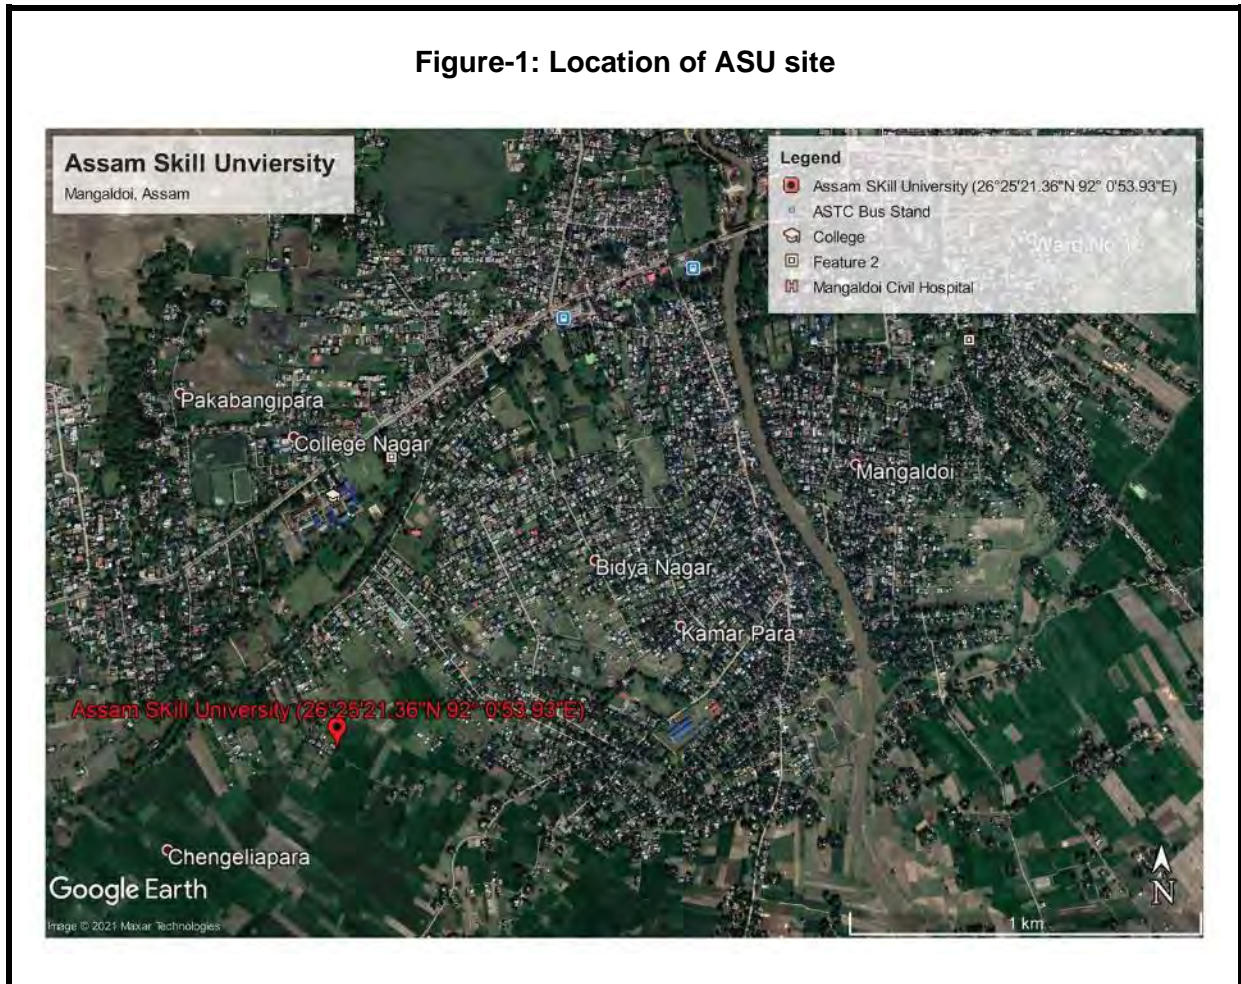 Figure-1: Location of ASU site
Assam Skill Unviersity
Mangaldoi, Assam
Legend
Assam SKill University (26°25'21.36"N 92° 0'53.93"E)
ASTC Bus Stand
College
Feature 2
Mangaldoi Civil Hospital
Ward No 1
Pakabangipara
College Nagar
Mangaldoi
Bidya Nagar
Kamar Para
Assam SKill University (26°25'21.36"N 92° 0'53.93"E)
Chengeliapara
Google Earth
Image © 2021 Maxar Technologies
1 km
N